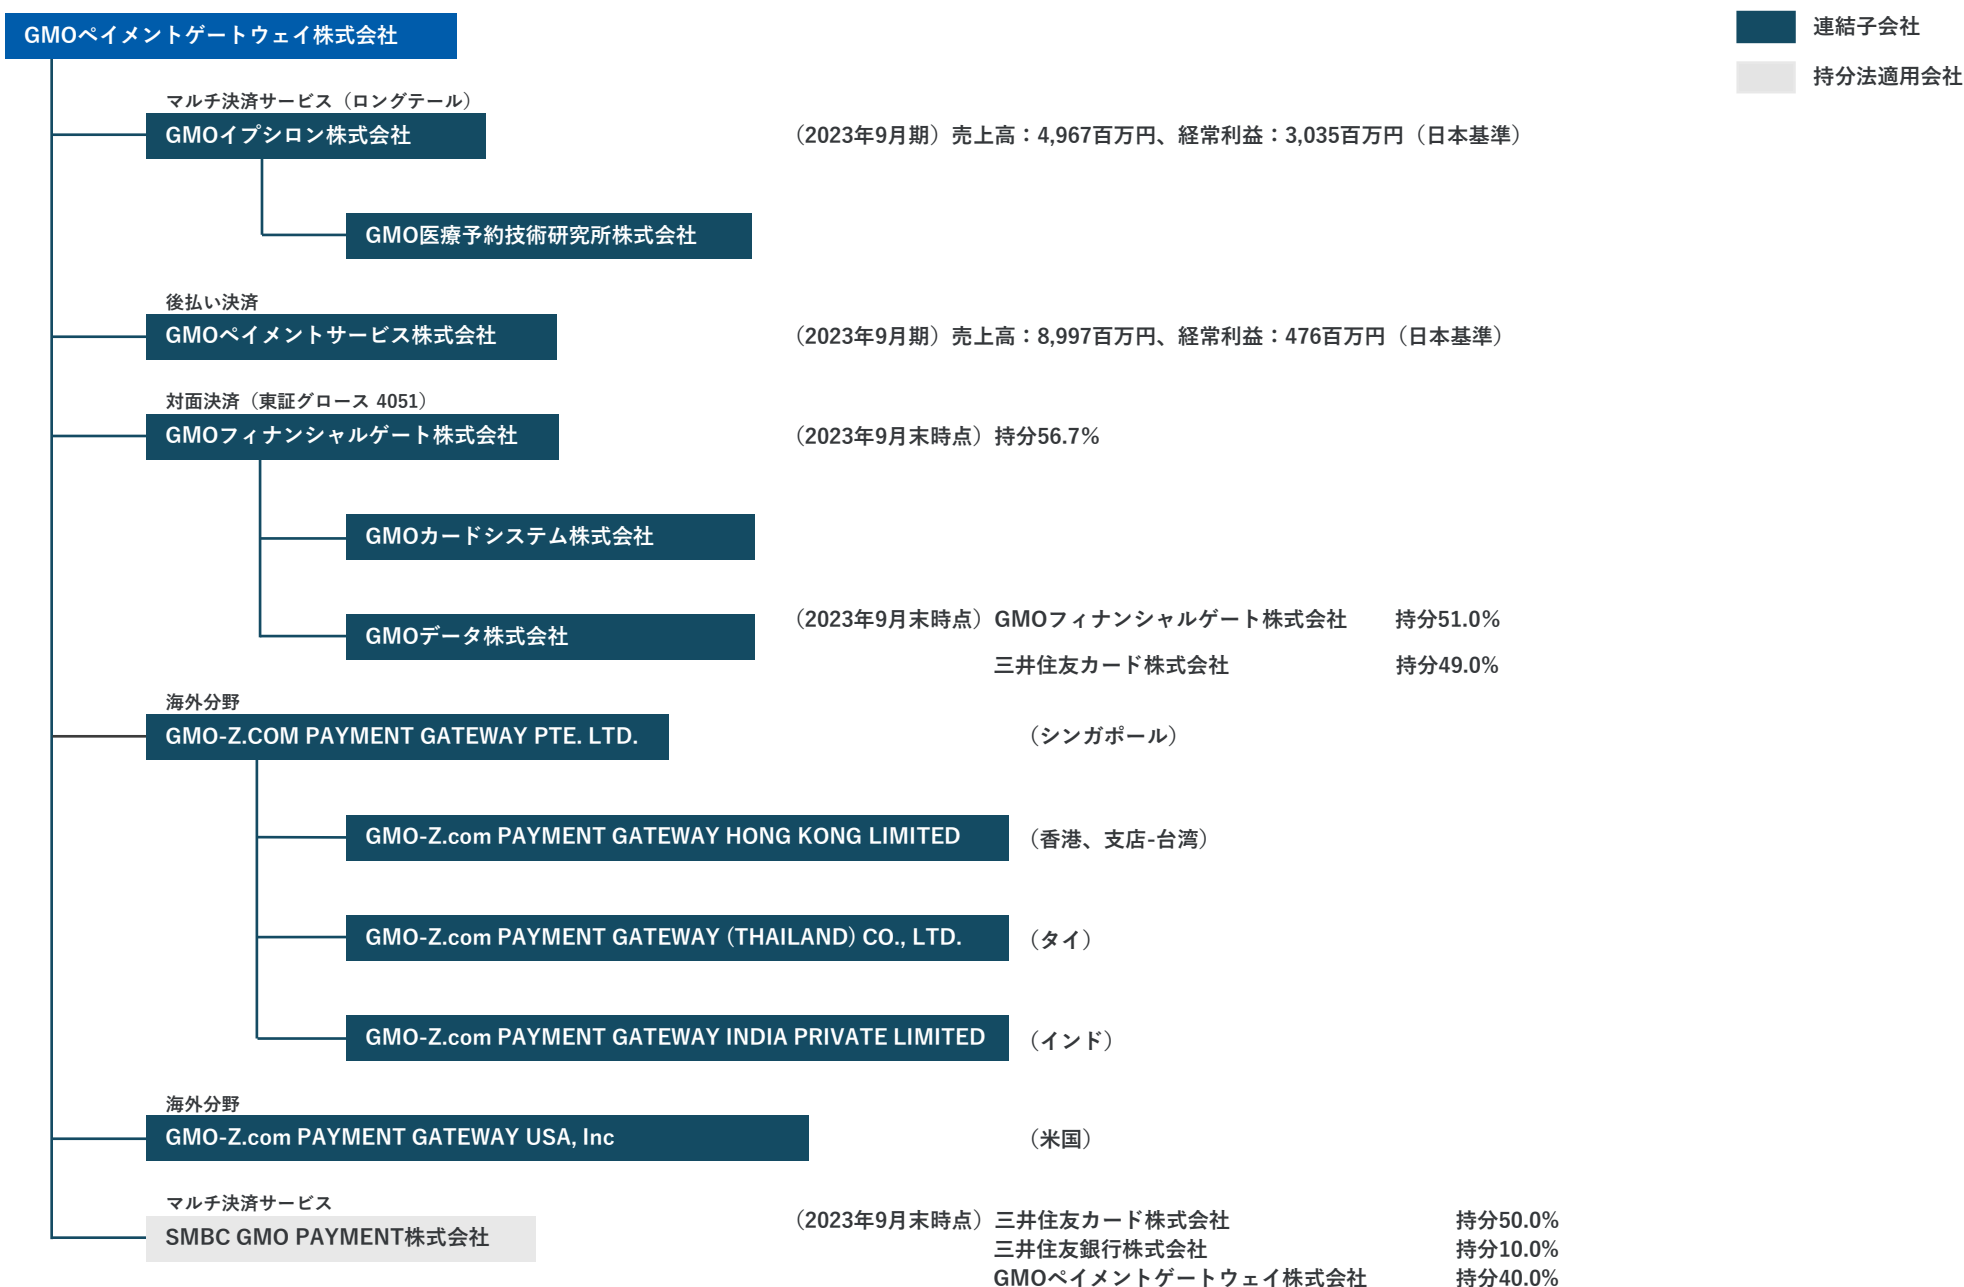 GMOペイメントゲートウェイ株式会社
連結子会社
持分法適用会社
マルチ決済サービス（ロングテール）
GMOイプシロン株式会社
（2023年9月期）売上高：4,967百万円、経常利益：3,035百万円（日本基準）
GMO医療予約技術研究所株式会社
後払い決済
GMOペイメントサービス株式会社
（2023年9月期）売上高：8,997百万円、経常利益：476百万円（日本基準）
対面決済（東証グロース 4051）
GMOフィナンシャルゲート株式会社
（2023年9月末時点）持分56.7%
GMOカードシステム株式会社
GMOデータ株式会社
（2023年9月末時点）GMOフィナンシャルゲート株式会社 持分51.0%
三井住友カード株式会社 持分49.0%
海外分野
GMO-Z.COM PAYMENT GATEWAY PTE. LTD.
（シンガポール）
GMO-Z.com PAYMENT GATEWAY HONG KONG LIMITED
（香港、支店-台湾）
GMO-Z.com PAYMENT GATEWAY (THAILAND) CO., LTD.
（タイ）
GMO-Z.com PAYMENT GATEWAY INDIA PRIVATE LIMITED
（インド）
海外分野
GMO-Z.com PAYMENT GATEWAY USA, Inc
（米国）
マルチ決済サービス
SMBC GMO PAYMENT株式会社
（2023年9月末時点）三井住友カード株式会社 持分50.0%
三井住友銀行株式会社 持分10.0%
GMOペイメントゲートウェイ株式会社 持分40.0%